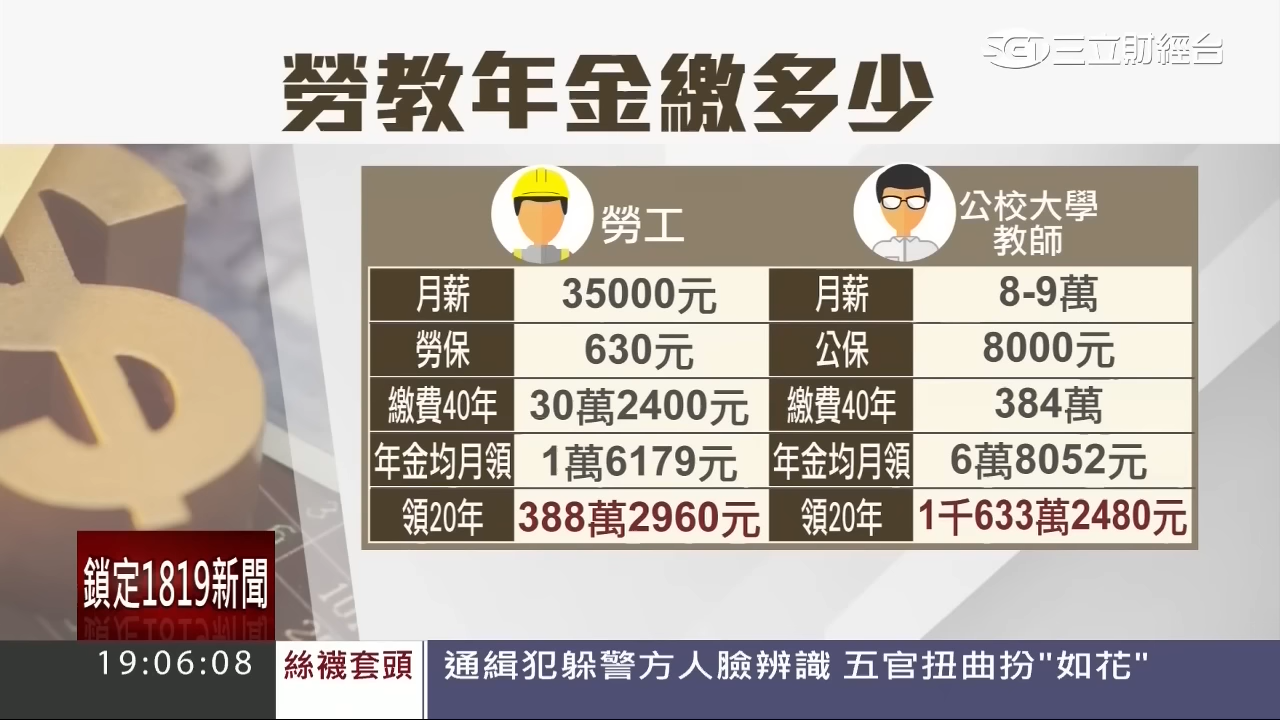 SET三立財經台
勞教年金繳多少
勞工
公校大學
教師
月薪 35000元 月薪 8-9萬
勞保 630元 公保 8000元
繳費40年 30萬2400元 繳費40年 384萬
年金均月領 1萬6179元 年金均月領 6萬8052元
領20年 388萬2960元 領20年 1千633萬2480元
鎖定1819新聞
19:06:08 絲襪套頭 通緝犯躲警方人臉辨識 五官扭曲扮"如花"